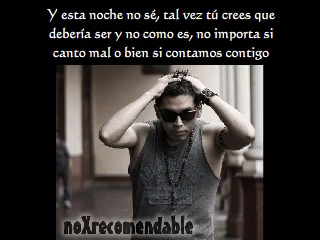 Y esta noche no sé, tal vez tú crees que
debería ser y no como es, no importa si
canto mal o bien si contamos contigo
noXrecomendable